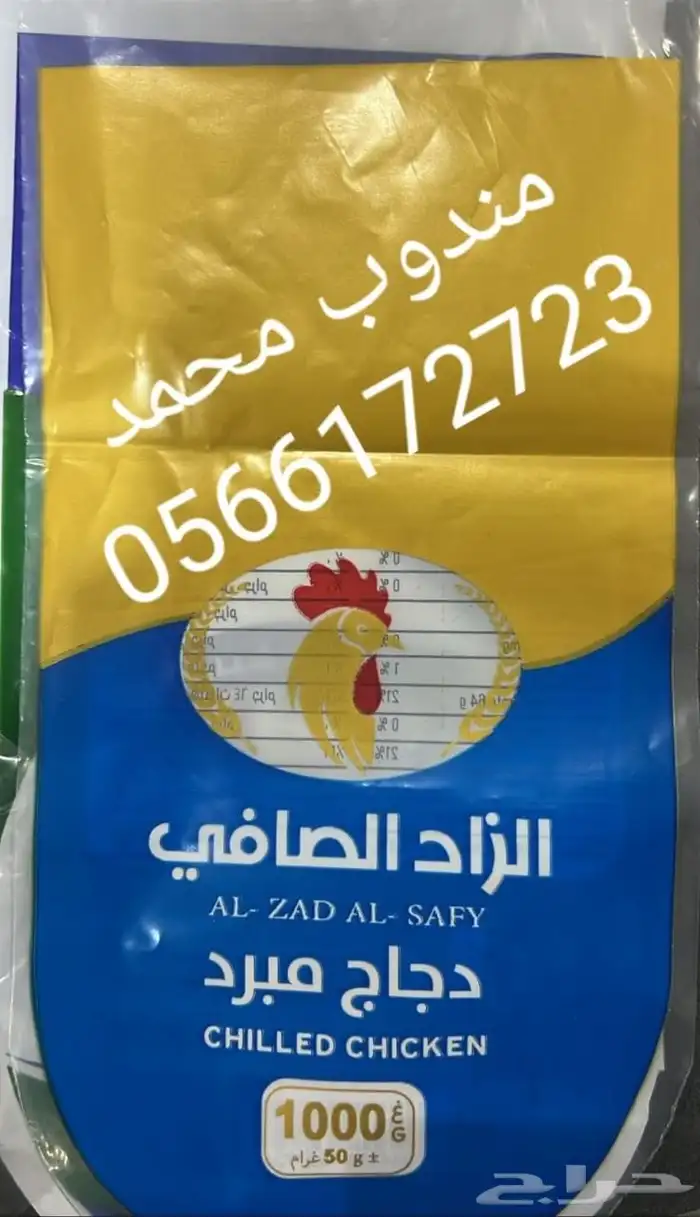 مندوب محمد
0566172723
الزاد الصافي
AL- ZAD AL- SAFY
دجاج مبرد
CHILLED CHICKEN
1000 غ G
± 50 g غرام
حراج